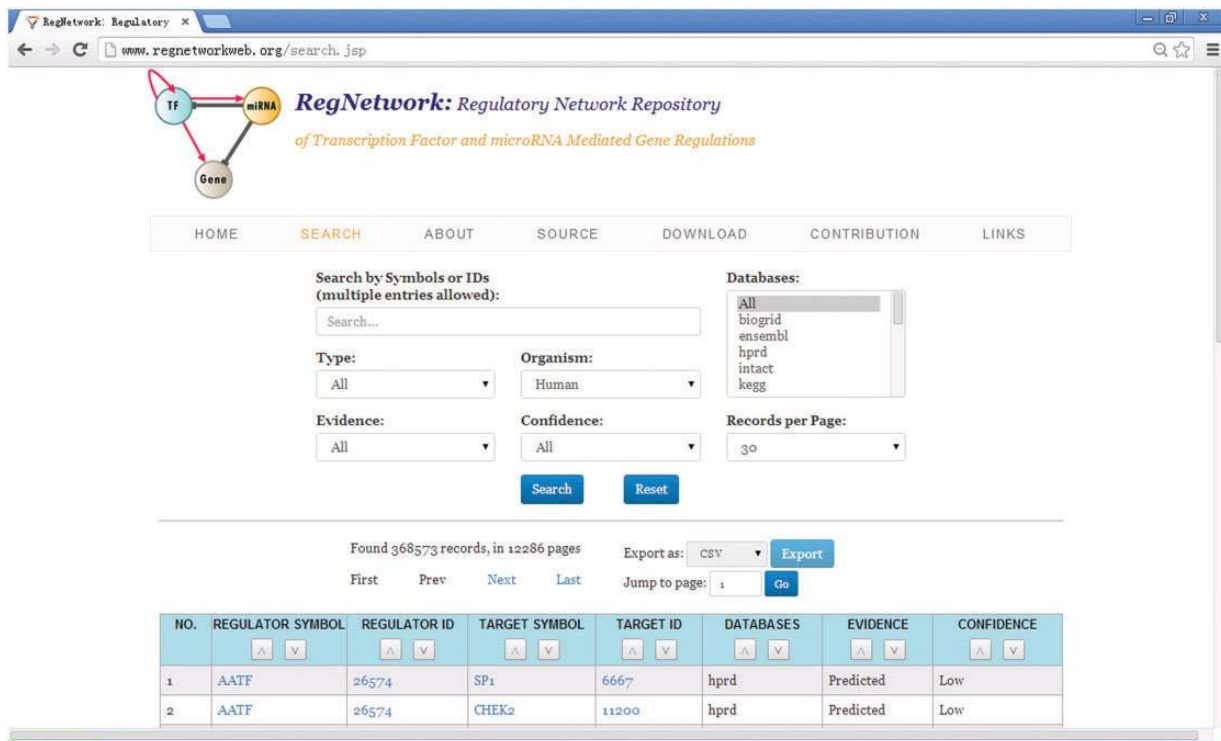 RegNetwork: Regulatory
www.regnetworkweb.org/search.jsp
TF
miRNA
Gene
RegNetwork: Regulatory Network Repository
of Transcription Factor and microRNA Mediated Gene Regulations
HOME SEARCH ABOUT SOURCE DOWNLOAD CONTRIBUTION LINKS
Search by Symbols or IDs
(multiple entries allowed):
Search...
Databases:
All
biogrid
ensembl
hprd
intact
kegg
Type: Organism:
All Human
Evidence: Confidence: Records per Page:
All All 30
Search Reset
Found 368573 records, in 12286 pages Export as: CSV Export
First Prev Next Last Jump to page: 1 Go
NO. REGULATOR SYMBOL REGULATOR ID TARGET SYMBOL TARGET ID DATABASES EVIDENCE CONFIDENCE
1 AATF 26574 SP1 6667 hprd Predicted Low
2 AATF 26574 CHEK2 11200 hprd Predicted Low